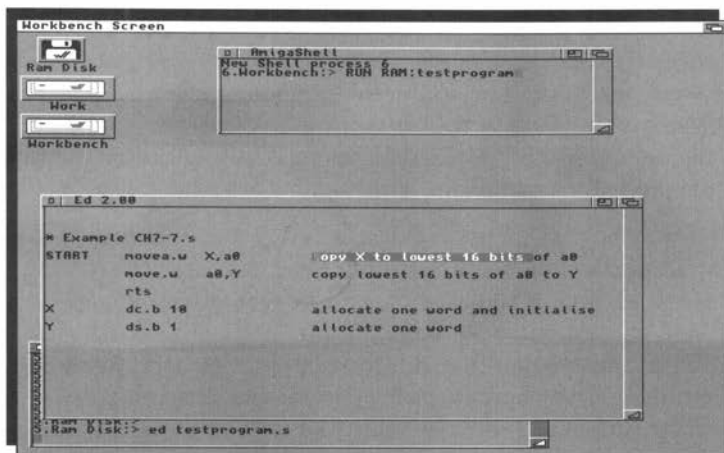 Workbench Screen
Ram Disk
Work
Workbench
AmigaShell
New Shell process 6
6.Workbench:> RUN RAM:testprogram
Ed 2.00
* Example CH7-7.s
START movea.w X,a0 copy X to lowest 16 bits of a0
move.w a0,Y copy lowest 16 bits of a0 to Y
rts
X dc.b 10 allocate one word and initialise
Y ds.b 1 allocate one word
5.Ram Disk:>
5.Ram Disk:> ed testprogram.s